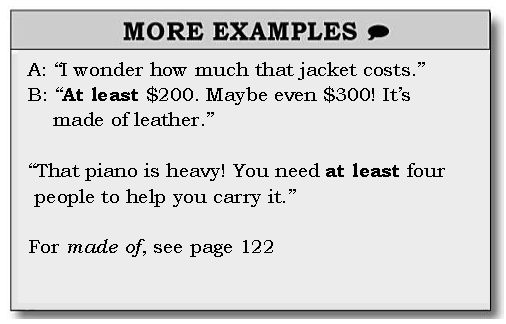 MORE EXAMPLES
A: “I wonder how much that jacket costs.”
B: “At least $200. Maybe even $300! It’s
made of leather.”
“That piano is heavy! You need at least four
people to help you carry it.”
For made of, see page 122